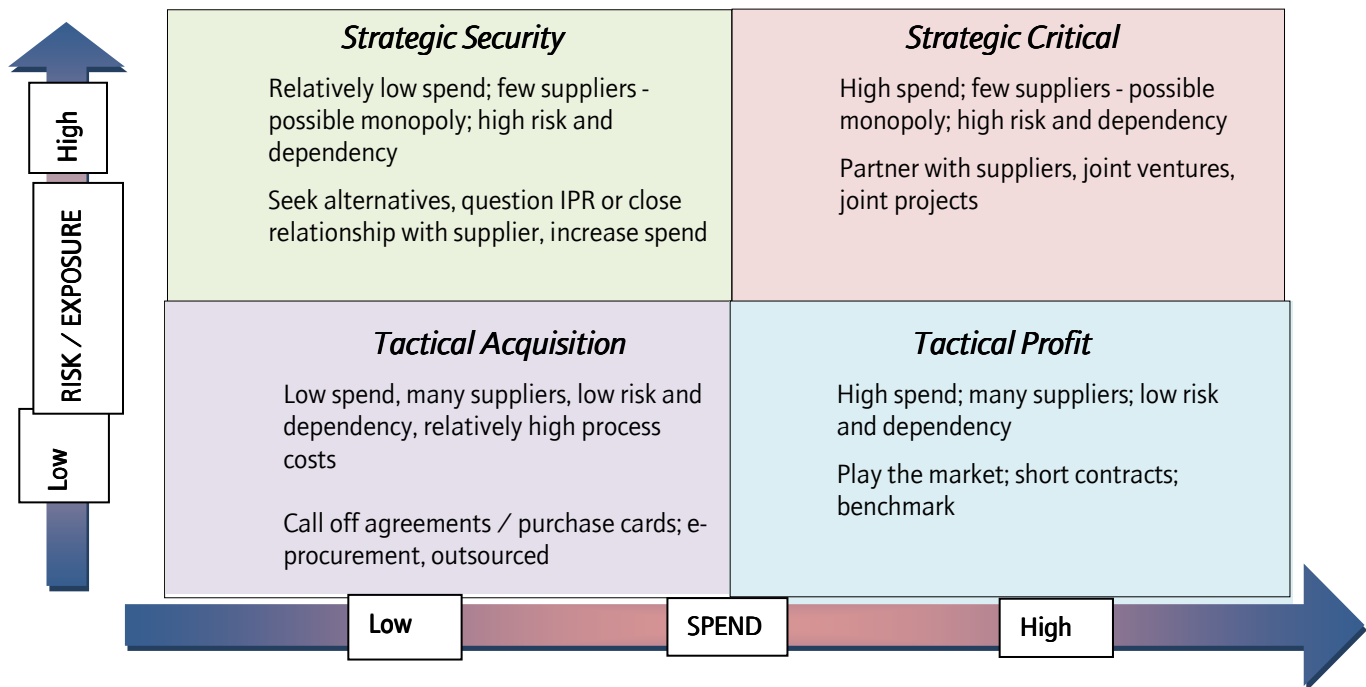 Strategic Security
Relatively low spend; few suppliers -
possible monopoly; high risk and
dependency
Seek alternatives, question IPR or close
relationship with supplier, increase spend
Strategic Critical
High spend; few suppliers - possible
monopoly; high risk and dependency
Partner with suppliers, joint ventures,
joint projects
High
RISK / EXPOSURE
Low
Tactical Acquisition
Low spend, many suppliers, low risk and
dependency, relatively high process
costs
Call off agreements / purchase cards; e-
procurement, outsourced
Tactical Profit
High spend; many suppliers; low risk
and dependency
Play the market; short contracts;
benchmark
Low
SPEND
High